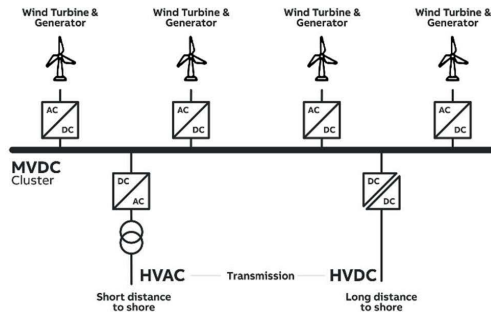 Wind Turbine &
Generator
Wind Turbine &
Generator
Wind Turbine &
Generator
Wind Turbine &
Generator
AC
DC
AC
DC
AC
DC
AC
DC
MVDC
Cluster
DC
AC
DC
DC
HVAC
Transmission
HVDC
Short distance
to shore
Long distance
to shore